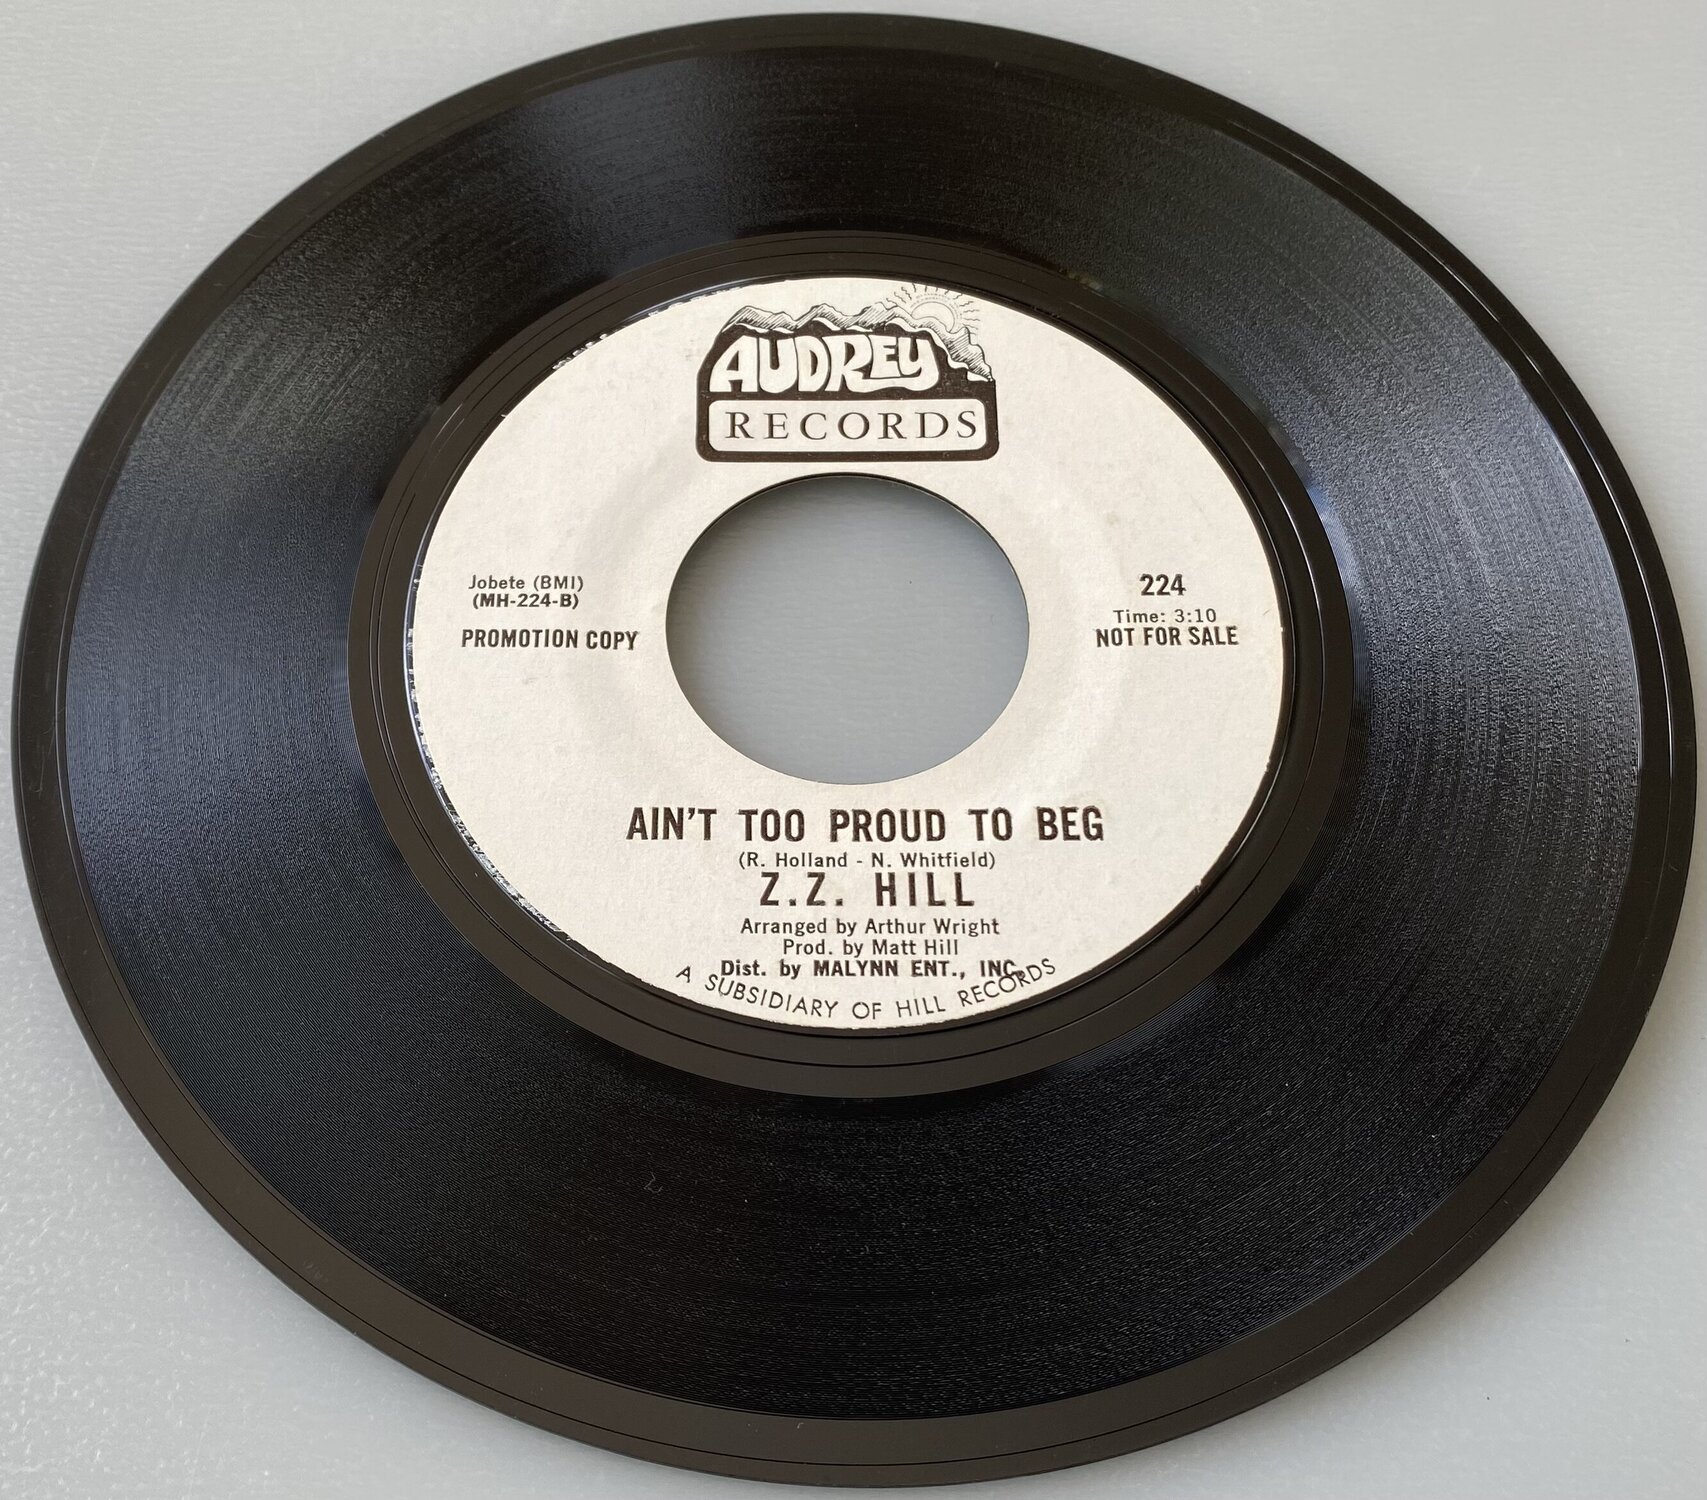 AUDREY
RECORDS
Jobete (BMI)
(MH-224-B)
PROMOTION COPY
224
Time: 3:10
NOT FOR SALE
AIN'T TOO PROUD TO BEG
(R. Holland - N. Whitfield)
Z.Z. HILL
Arranged by Arthur Wright
Prod. by Matt Hill
Dist. by MALYNN ENT., INC.
A SUBSIDIARY OF HILL RECORDS